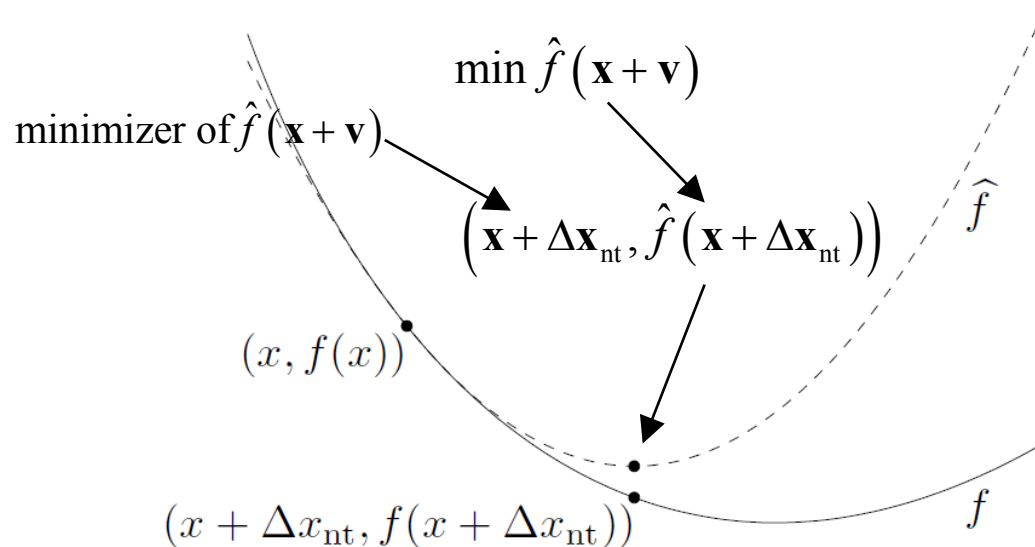 min f̂(x + v)
minimizer of f̂(x + v)
f̂
(x + Δx_nt, f̂(x + Δx_nt))
(x, f(x))
f
(x + Δx_nt, f(x + Δx_nt))